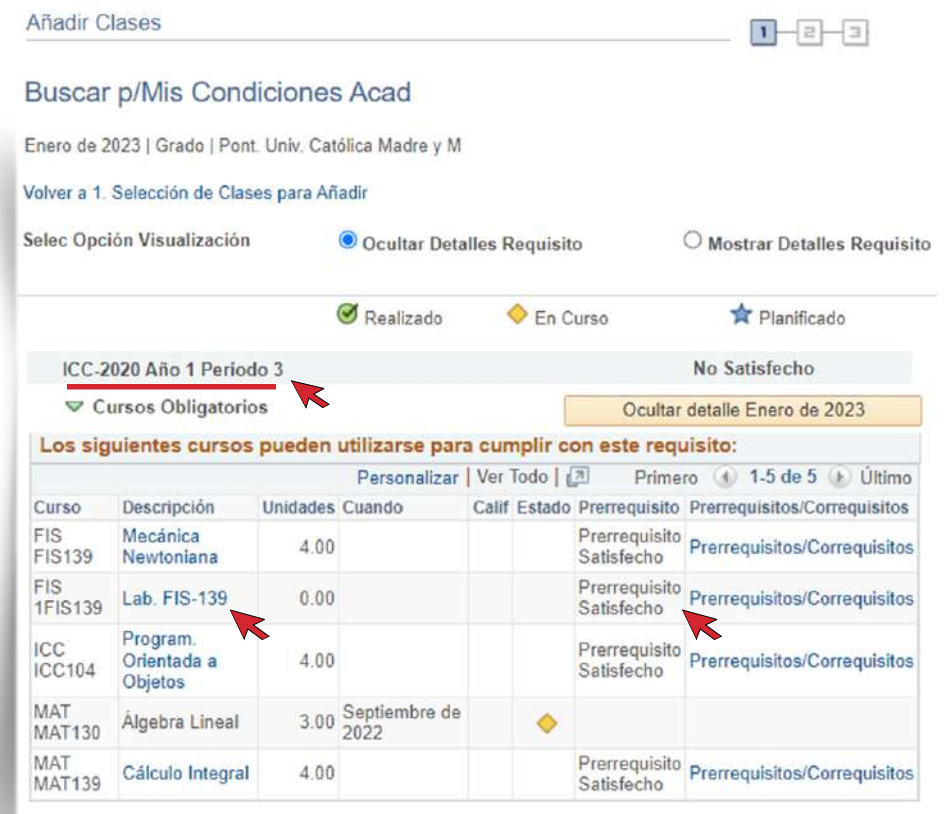 Añadir Clases
1 2 3
Buscar p/Mis Condiciones Acad
Enero de 2023 | Grado | Pont. Univ. Católica Madre y M
Volver a 1. Selección de Clases para Añadir
Selec Opción Visualización Ocultar Detalles Requisito Mostrar Detalles Requisito
Realizado En Curso Planificado
ICC-2020 Año 1 Período 3 No Satisfecho
Cursos Obligatorios Ocultar detalle Enero de 2023
Los siguientes cursos pueden utilizarse para cumplir con este requisito:
Personalizar | Ver Todo | Primero 1-5 de 5 Último
Curso Descripción Unidades Cuando Calif Estado Prerrequisito Prerrequisitos/Correquisitos
FIS FIS139 Mecánica Newtoniana 4.00 Prerrequisito Satisfecho Prerrequisitos/Correquisitos
FIS 1FIS139 Lab. FIS-139 0.00 Prerrequisito Satisfecho Prerrequisitos/Correquisitos
ICC ICC104 Program. Orientada a Objetos 4.00 Prerrequisito Satisfecho Prerrequisitos/Correquisitos
MAT MAT130 Álgebra Lineal 3.00 Septiembre de 2022
MAT MAT139 Cálculo Integral 4.00 Prerrequisito Satisfecho Prerrequisitos/Correquisitos